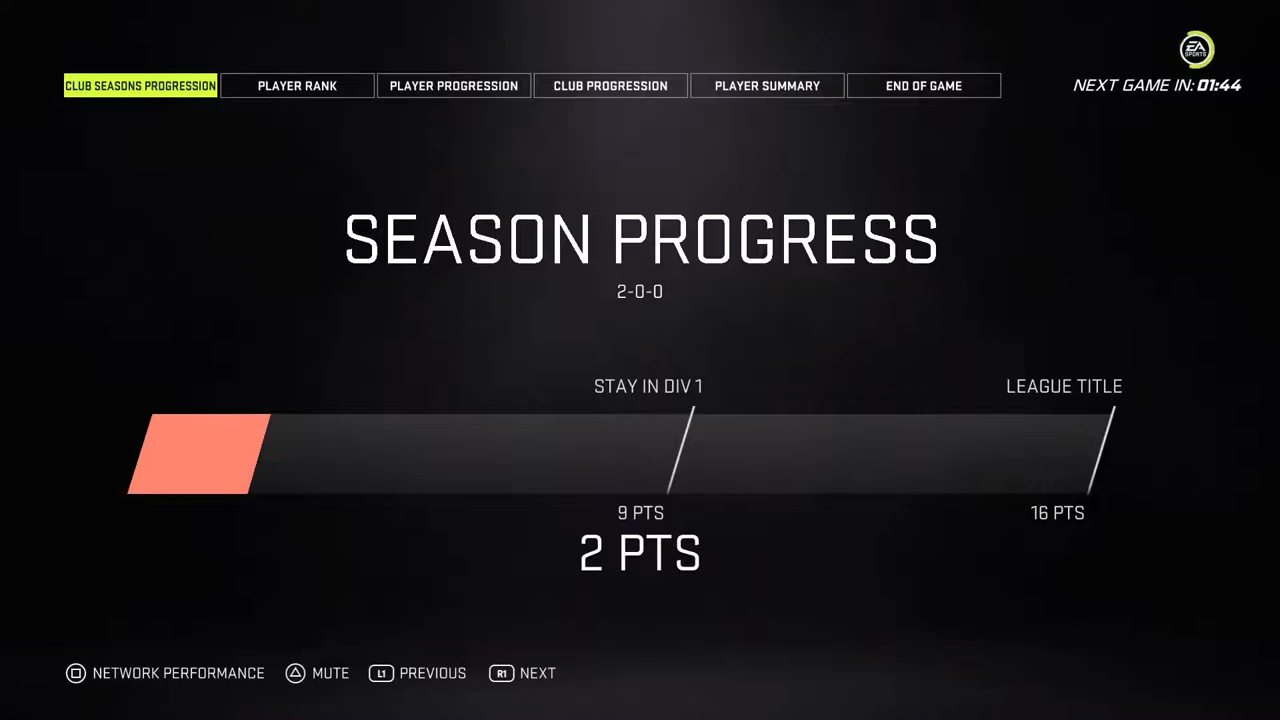 EA
SPORTS
CLUB SEASONS PROGRESSION
PLAYER RANK
PLAYER PROGRESSION
CLUB PROGRESSION
PLAYER SUMMARY
END OF GAME
NEXT GAME IN: 01:44
SEASON PROGRESS
2-0-0
STAY IN DIV 1
LEAGUE TITLE
9 PTS
16 PTS
2 PTS
NETWORK PERFORMANCE
MUTE
L1 PREVIOUS
R1 NEXT